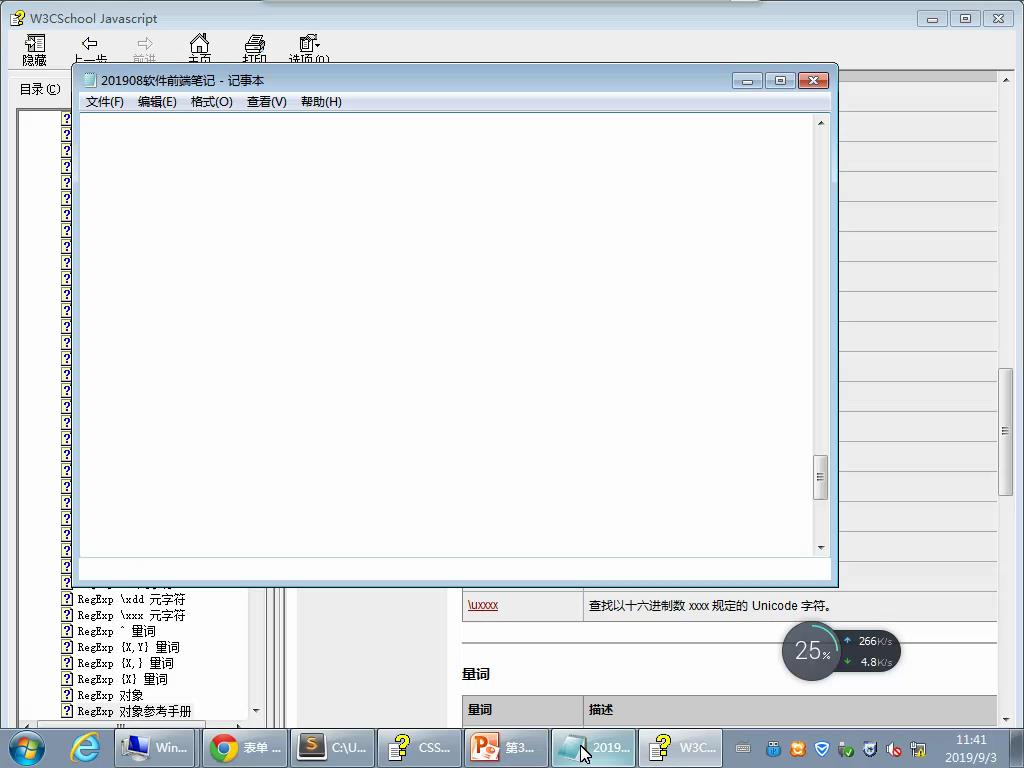 W3CSchool Javascript
隐藏
上一步
前进
主页
打印
选项(O)
目录(C)
201908软件前端笔记 - 记事本
文件(F) 编辑(E) 格式(O) 查看(V) 帮助(H)
RegExp \xdd 元字符
RegExp \xxx 元字符
RegExp ^ 量词
RegExp {X,Y} 量词
RegExp {X,} 量词
RegExp {X} 量词
RegExp 对象
RegExp 对象参考手册
\uxxxx 查找以十六进制数 xxxx 规定的 Unicode 字符。
25%
266K/s
4.8K/s
量词
量词 描述
Win...
表单 ...
C:\U...
CSS...
第3...
2019...
W3C...
11:41
2019/9/3